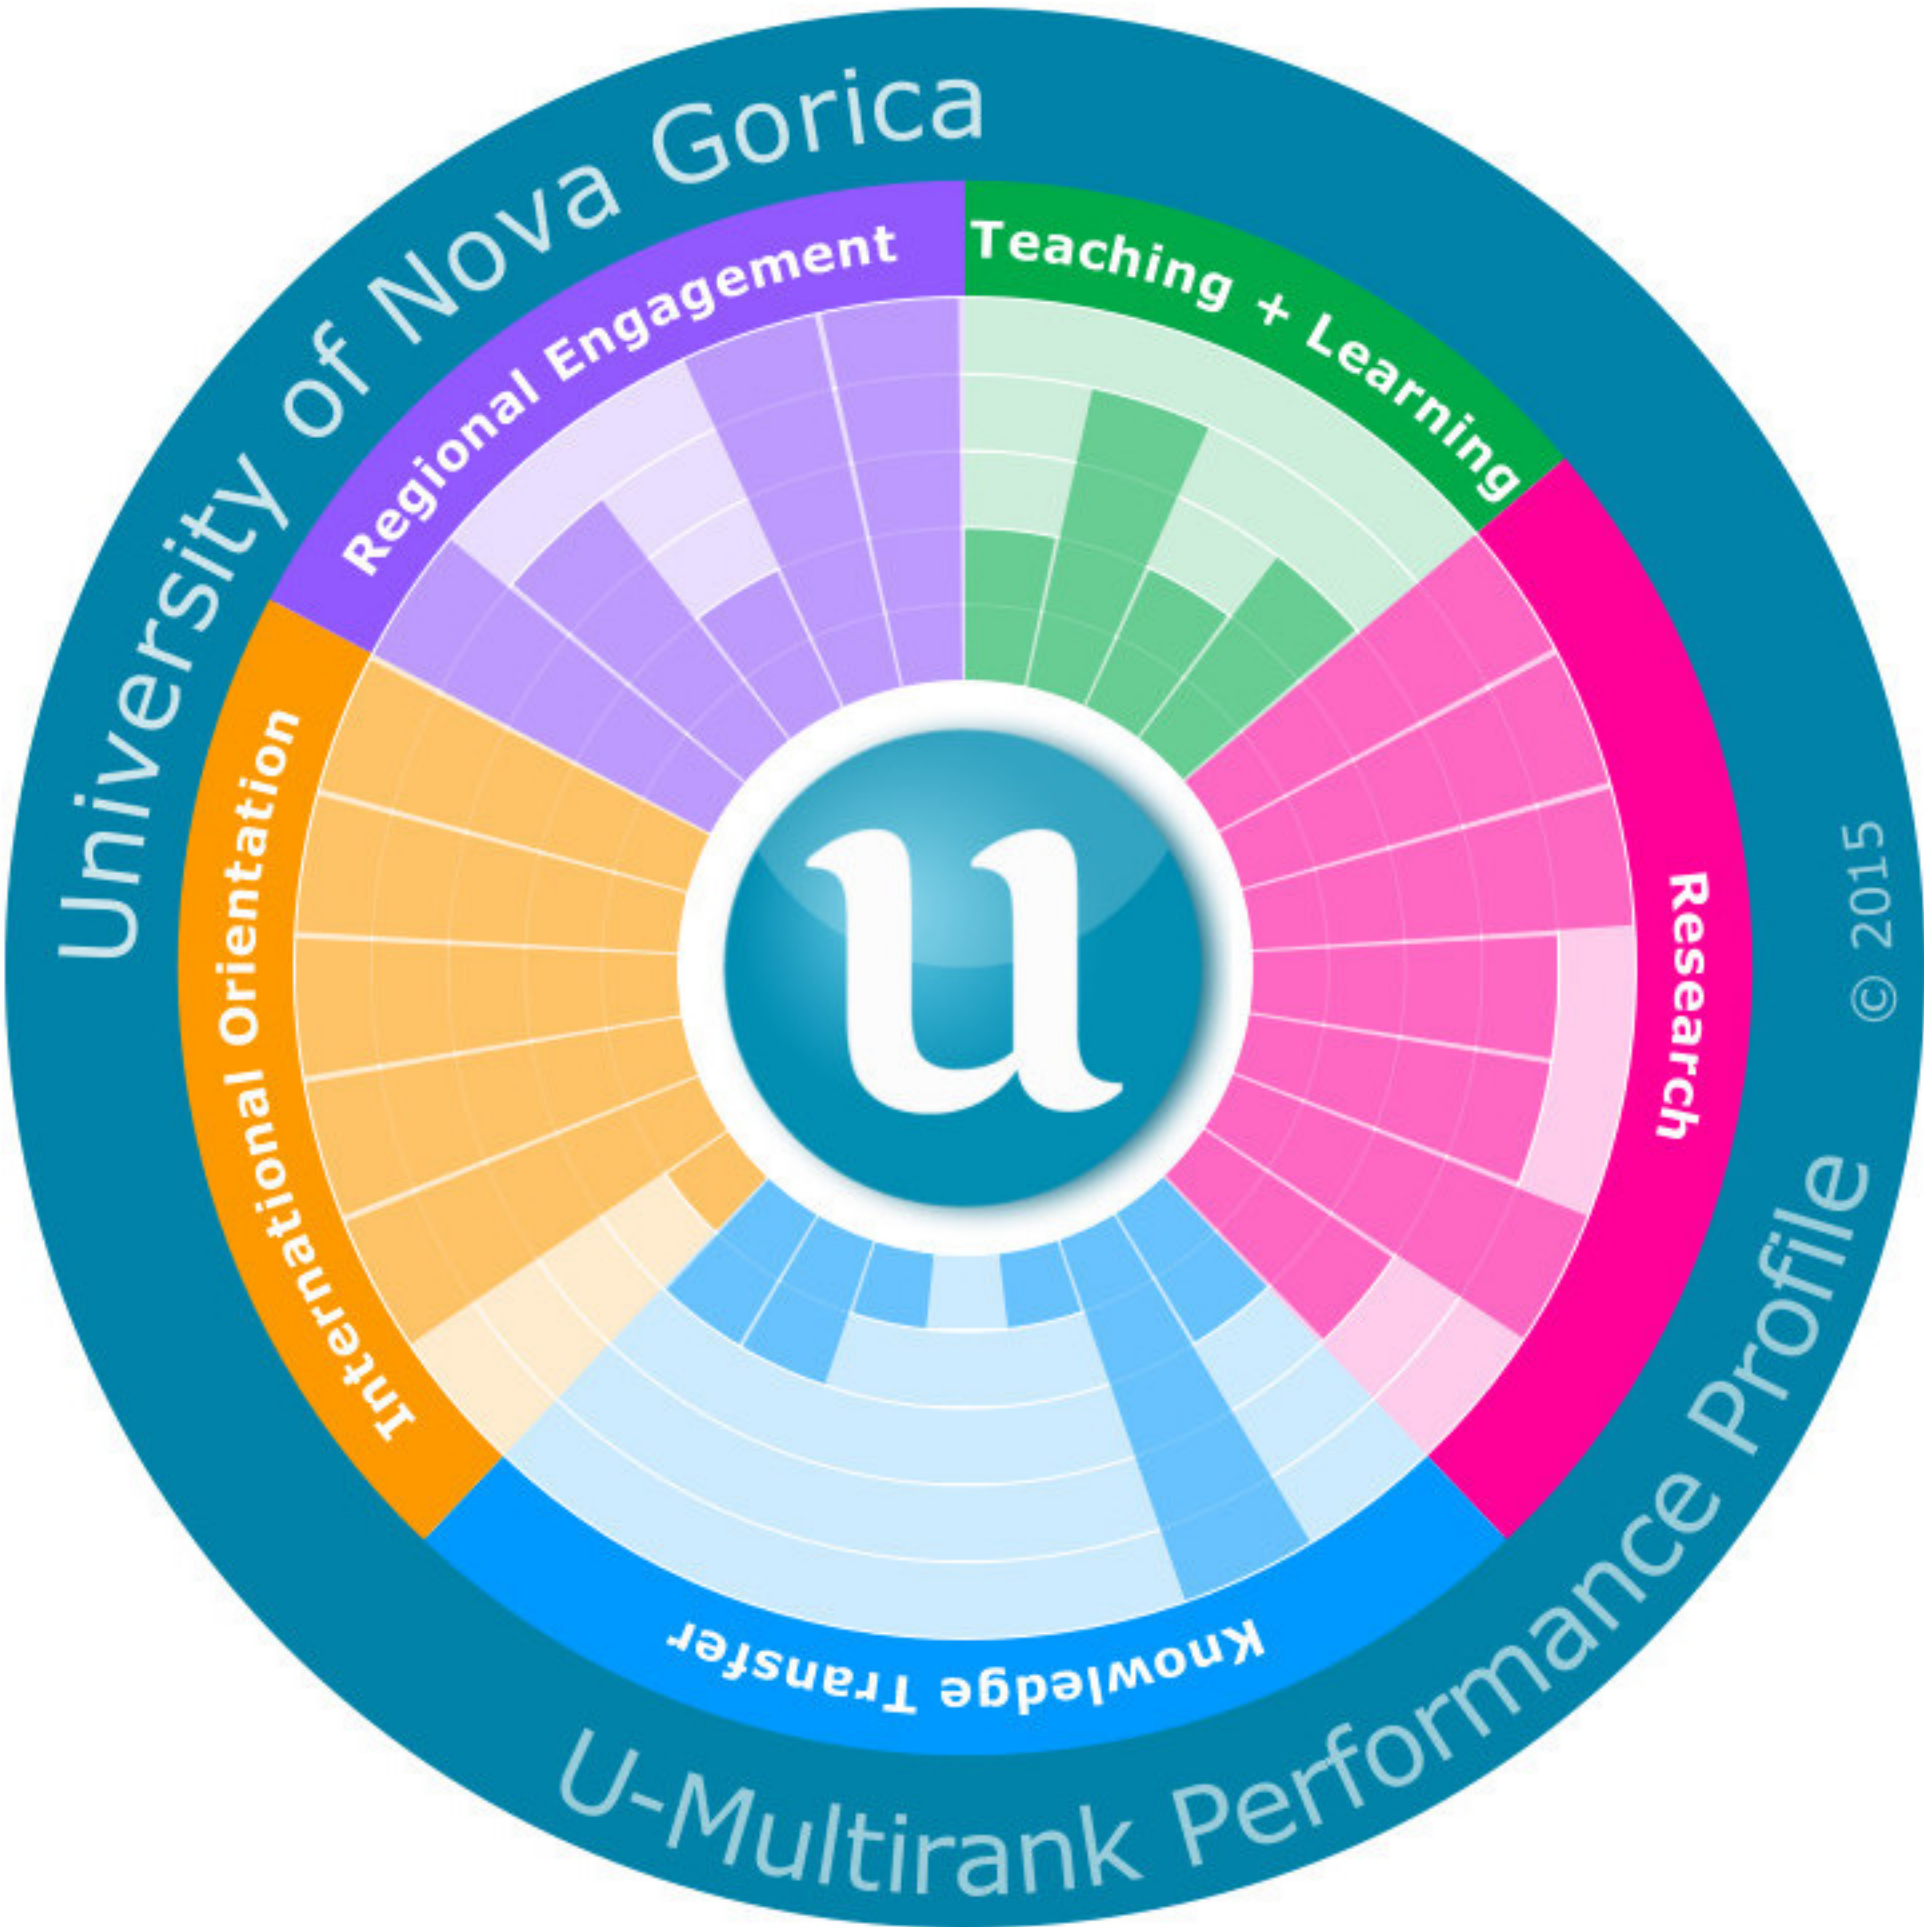 University of Nova Gorica
U-Multirank Performance Profile
© 2015
Teaching + Learning
Research
Knowledge Transfer
International Orientation
Regional Engagement
u